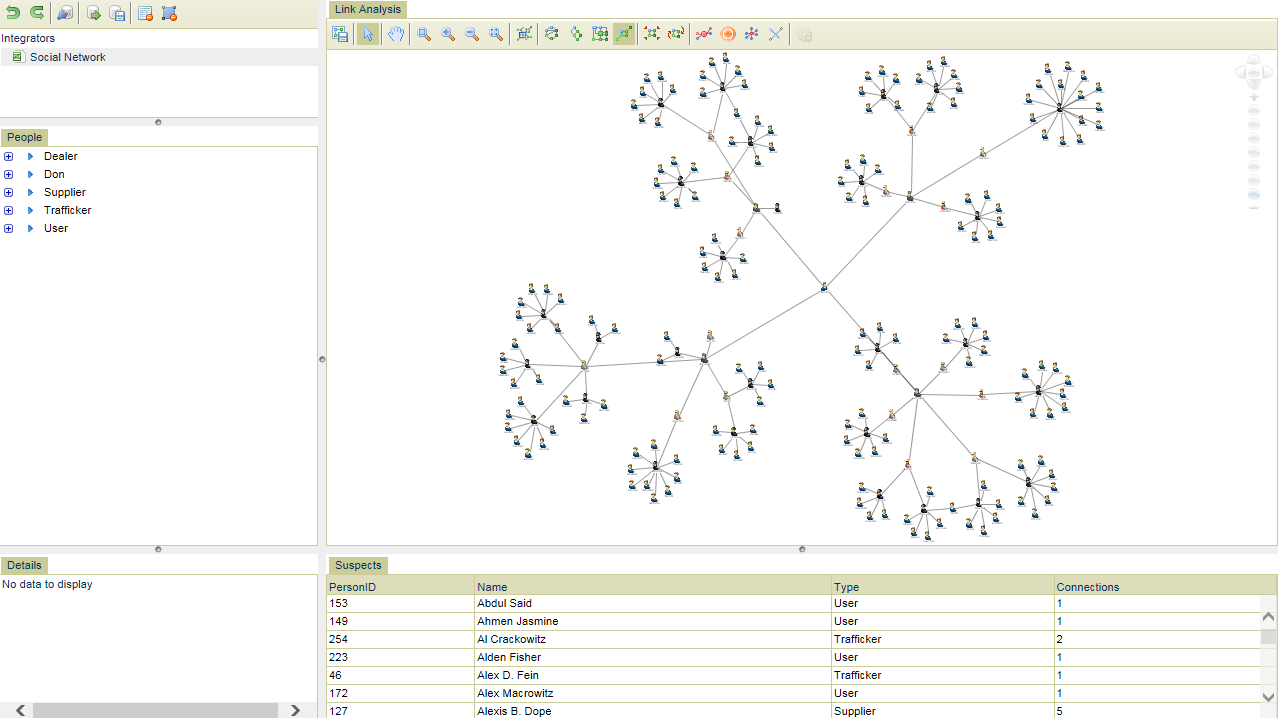 Link Analysis
Integrators
Social Network
People
Dealer
Don
Supplier
Trafficker
User
Details
No data to display
Suspects
PersonID Name Type Connections
153 Abdul Said User 1
149 Ahmen Jasmine User 1
254 Al Crackowitz Trafficker 2
223 Alden Fisher User 1
46 Alex D. Fein Trafficker 1
172 Alex Macrowitz User 1
127 Alexis B. Dope Supplier 5